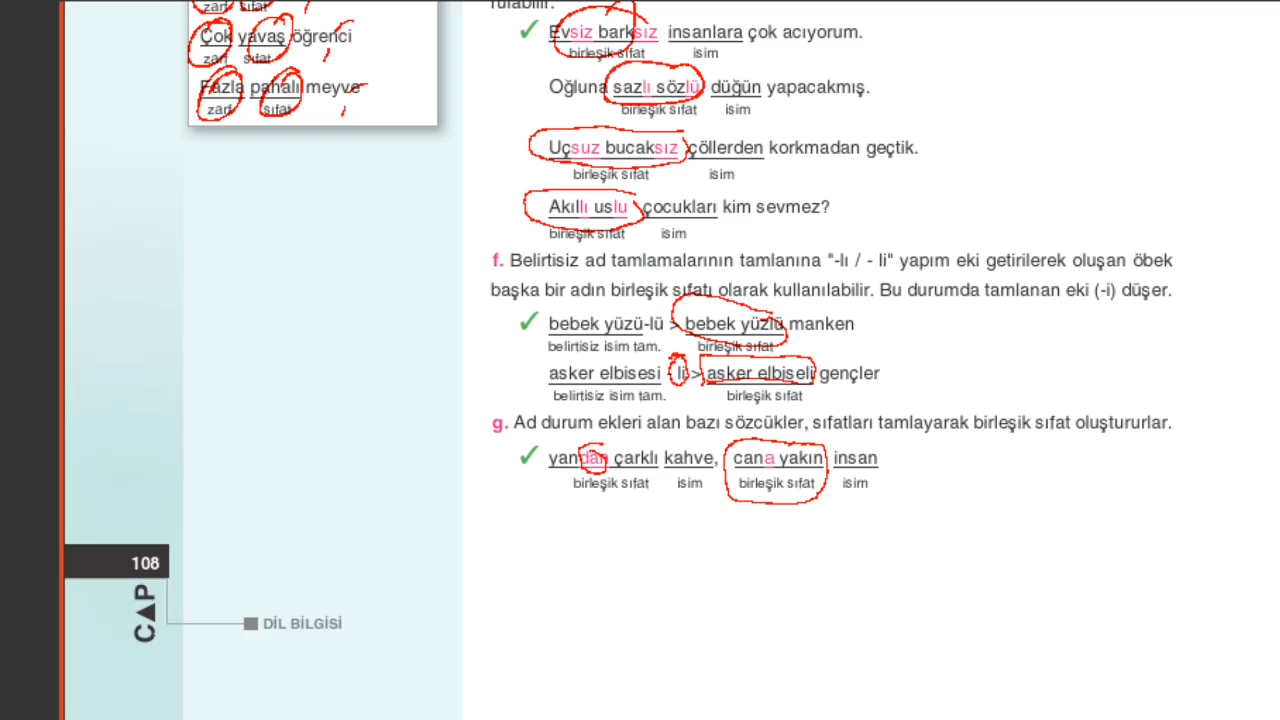 zarf sıfat
Çok yavaş öğrenci
zarf sıfat
Fazla pahalı meyve
zarf sıfat
rulabilir.
✓ Evsiz barksız insanlara çok acıyorum.
birleşik sıfat isim
Oğluna sazlı sözlü düğün yapacakmış.
birleşik sıfat isim
Uçsuz bucaksız çöllerden korkmadan geçtik.
birleşik sıfat isim
Akıllı uslu çocukları kim sevmez?
birleşik sıfat isim
f. Belirtisiz ad tamlamalarının tamlanına "-lı / - li" yapım eki getirilerek oluşan öbek
başka bir adın birleşik sıfatı olarak kullanılabilir. Bu durumda tamlanan eki (-i) düşer.
✓ bebek yüzü-lü > bebek yüzlü manken
belirtisiz isim tam. birleşik sıfat
asker elbisesi - li > asker elbiseli gençler
belirtisiz isim tam. birleşik sıfat
g. Ad durum ekleri alan bazı sözcükler, sıfatları tamlayarak birleşik sıfat oluştururlar.
✓ yandan çarklı kahve, cana yakın insan
birleşik sıfat isim birleşik sıfat isim
108
CAP
DİL BİLGİSİ